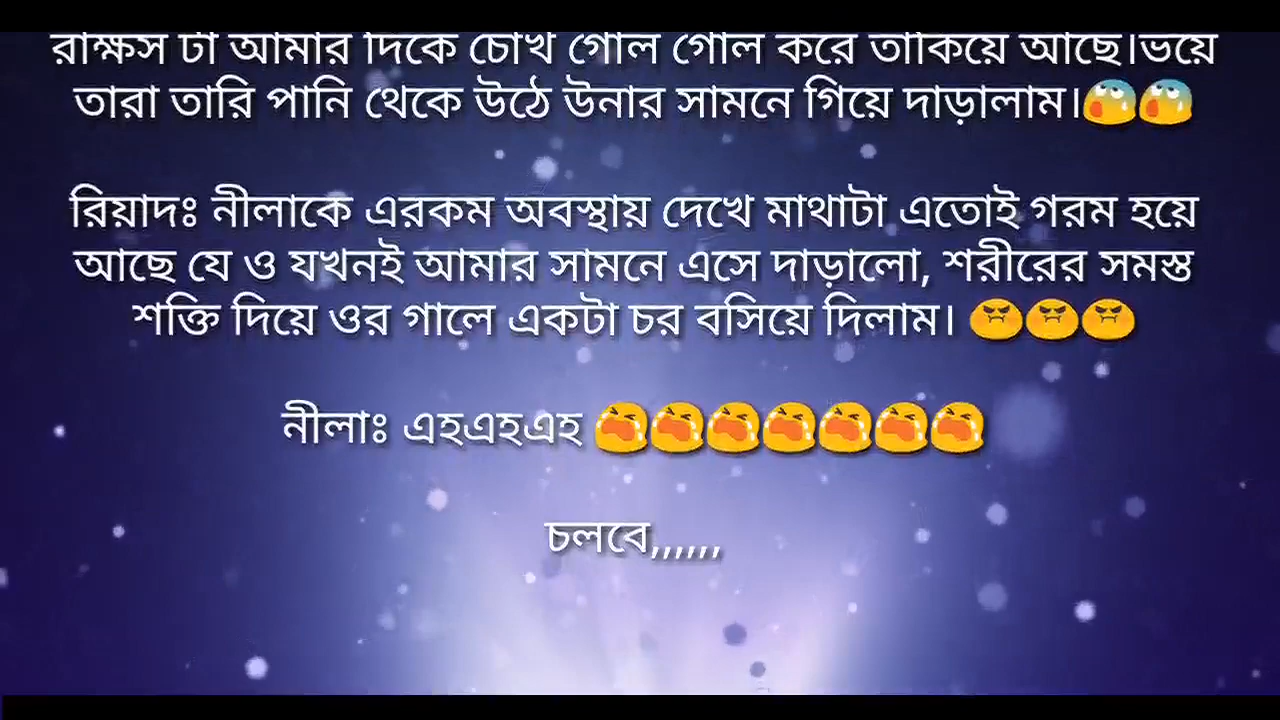 রাক্ষস টা আমার দিকে চোখ গোল গোল করে তাকিয়ে আছে।ভয়ে
তারা তারি পানি থেকে উঠে উনার সামনে গিয়ে দাড়ালাম।😰😰
রিয়াদঃ নীলাকে এরকম অবস্থায় দেখে মাথাটা এতোই গরম হয়ে
আছে যে ও যখনই আমার সামনে এসে দাড়ালো, শরীরের সমস্ত
শক্তি দিয়ে ওর গালে একটা চর বসিয়ে দিলাম। 😡😡😡
নীলাঃ এহএহএহ 😭😭😭😭😭😭😭
চলবে,,,,,,